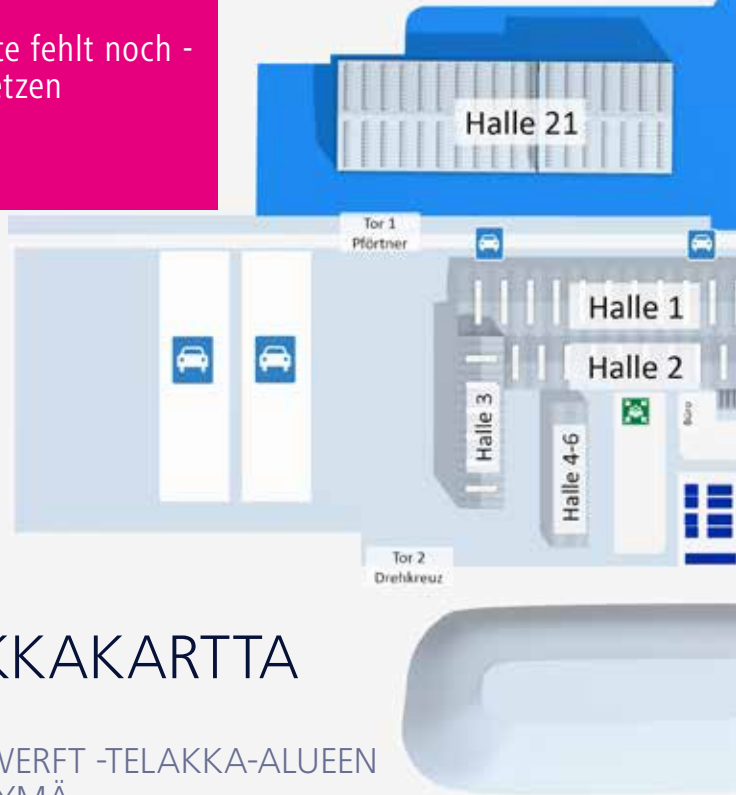 te fehlt noch -
etzen
Halle 21
Tor 1
Pförtner
Halle 1
Halle 2
Halle 3
Halle 4-6
Büro
Tor 2
Drehkreuz
KKAKARTTA
WERFT -TELAKKA-ALUEEN
YMÄ